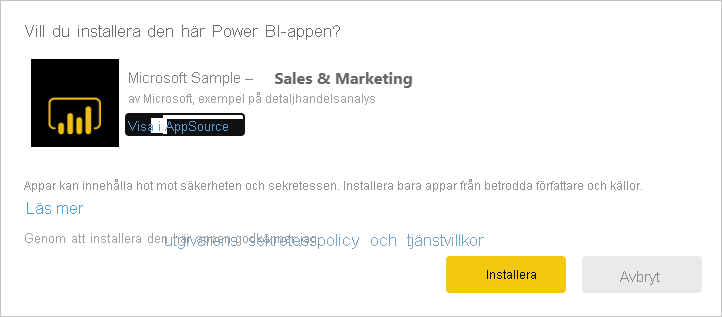 Vill du installera den här Power BI-appen?
Microsoft Sample – Sales & Marketing
av Microsoft, exempel på detaljhandelsanalys
Visa i AppSource
Appar kan innehålla hot mot säkerheten och sekretessen. Installera bara appar från betrodda författare och källor.
Läs mer
Genom att installera den här appen godkänner jag utgivarens sekretesspolicy och tjänstvillkor
Installera Avbryt